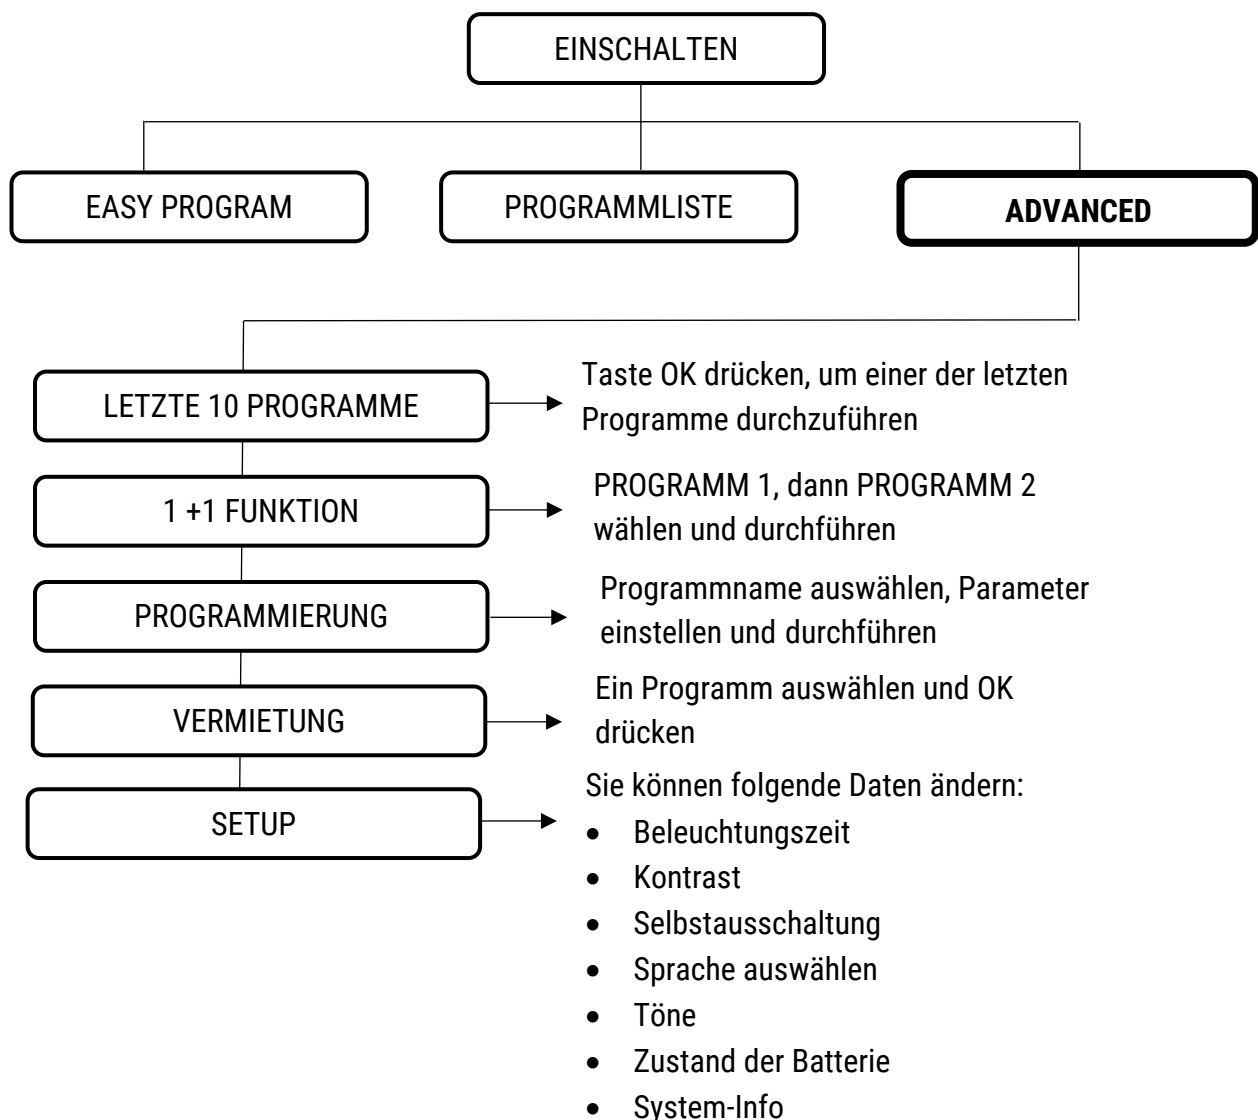 EINSCHALTEN
EASY PROGRAM
PROGRAMMLISTE
ADVANCED
LETZTE 10 PROGRAMME
Taste OK drücken, um einer der letzten
Programme durchzuführen
1 +1 FUNKTION
PROGRAMM 1, dann PROGRAMM 2
wählen und durchführen
PROGRAMMIERUNG
Programmname auswählen, Parameter
einstellen und durchführen
VERMIETUNG
Ein Programm auswählen und OK
drücken
SETUP
Sie können folgende Daten ändern:
• Beleuchtungszeit
• Kontrast
• Selbstausschaltung
• Sprache auswählen
• Töne
• Zustand der Batterie
• System-Info